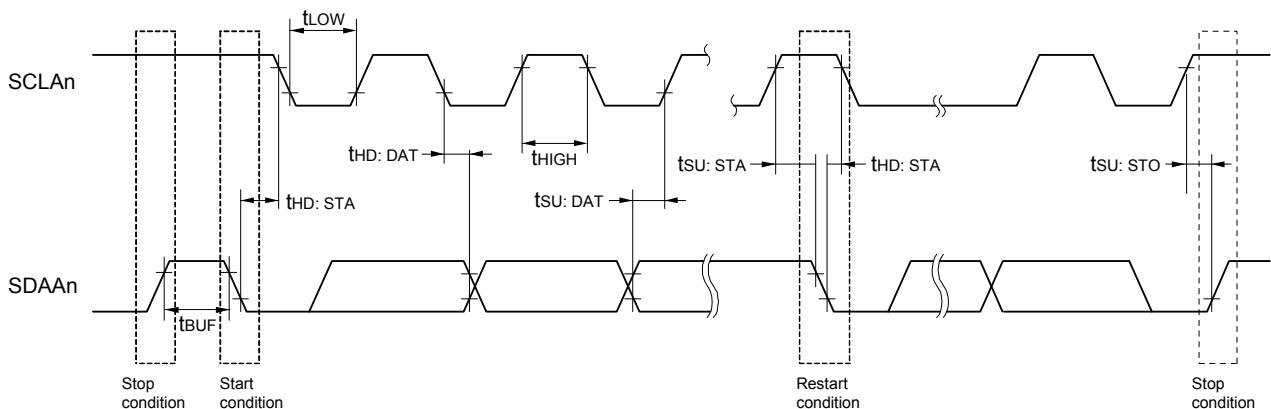 tLOW
SCLAn
tHD: DAT
tHIGH
tSU: STA
tHD: STA
tSU: STO
tHD: STA
tSU: DAT
SDAAn
tBUF
Stop
condition
Start
condition
Restart
condition
Stop
condition